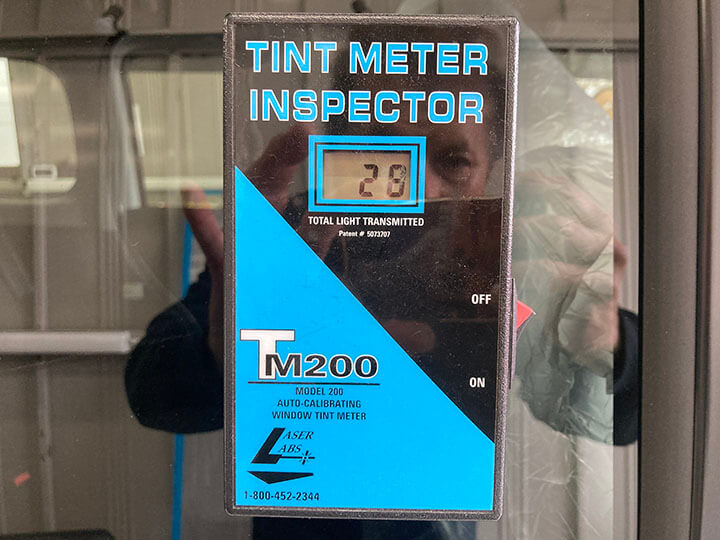 TINT METER
INSPECTOR
28
TOTAL LIGHT TRANSMITTED
Patent # 5073707
OFF
TM200
ON
MODEL 200
AUTO-CALIBRATING
WINDOW TINT METER
LASER
LABS
1-800-452-2344